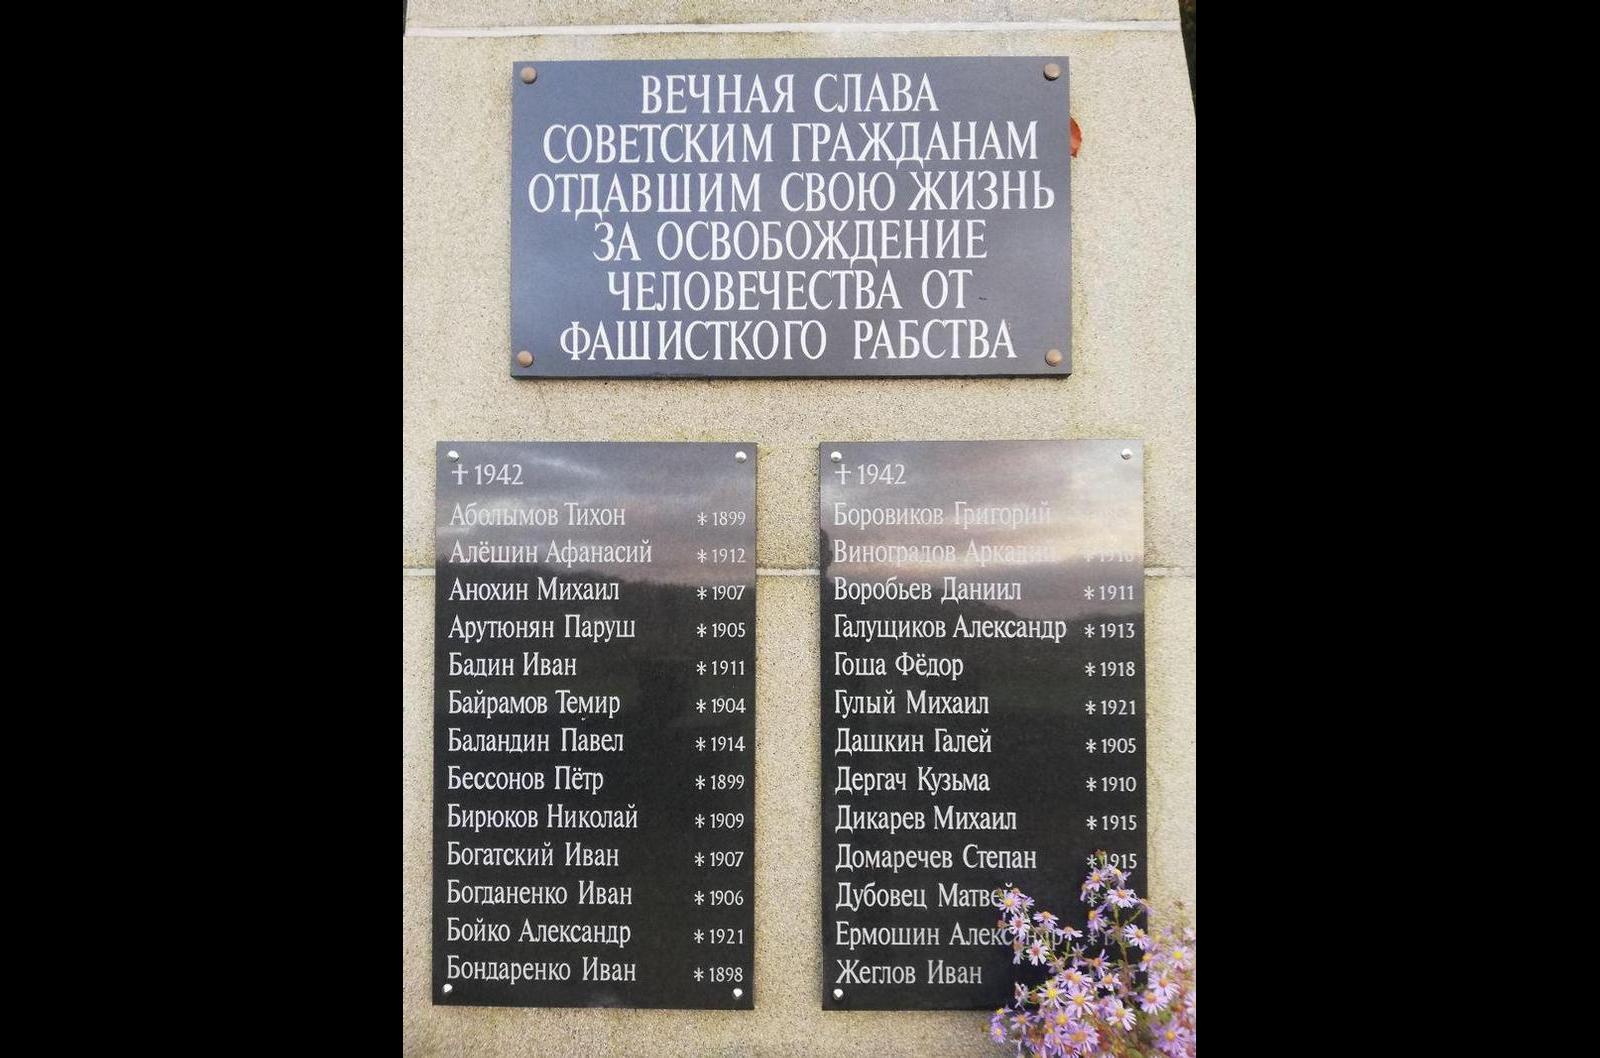 ВЕЧНАЯ СЛАВА
СОВЕТСКИМ ГРАЖДАНАМ
ОТДАВШИМ СВОЮ ЖИЗНЬ
ЗА ОСВОБОЖДЕНИЕ
ЧЕЛОВЕЧЕСТВА ОТ
ФАШИСТКОГО РАБСТВА
† 1942
Аболымов Тихон * 1899
Алёшин Афанасий * 1912
Анохин Михаил * 1907
Арутюнян Паруш * 1905
Бадин Иван * 1911
Байрамов Темир * 1904
Баландин Павел * 1914
Бессонов Пётр * 1899
Бирюков Николай * 1909
Богатский Иван * 1907
Богданенко Иван * 1906
Бойко Александр * 1921
Бондаренко Иван * 1898
† 1942
Боровиков Григорий
Виноградов Аркадий
Воробьев Даниил * 1911
Галущиков Александр * 1913
Гоша Фёдор * 1918
Гулый Михаил * 1921
Дашкин Галей * 1905
Дергач Кузьма * 1910
Дикарев Михаил * 1915
Домаречев Степан * 1915
Дубовец Матвей
Ермошин Александр
Жеглов Иван